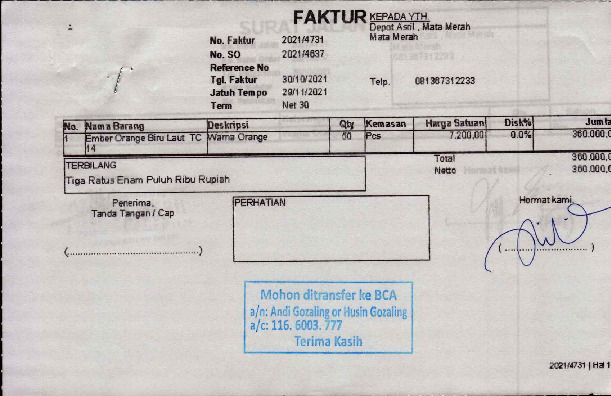 FAKTUR
KEPADA YTH.
Depot Asril , Mata Merah
Mata Merah
No. Faktur 2021/4731
No. SO 2021/4637
Reference No
Tgl. Faktur 30/10/2021
Telp. 081367312233
Jatuh Tempo 29/11/2021
Term Net 30
No. Nama Barang Deskripsi Qty Kemasan Harga Satuan Disk% Jumla
1 Ember Orange Biru Laut TC 14 Warna Orange 50 Pcs 7.200,00 0.0% 360.000,0
Total 360.000,0
Netto 360.000,0
TERBILANG
Tiga Ratus Enam Puluh Ribu Rupiah
Penerima,
Tanda Tangan / Cap
PERHATIAN
Hormat kami,
(........................................)
(............................)
Mohon ditransfer ke BCA
a/n: Andi Gozaling or Husin Gozaling
a/c: 116. 6003. 777
Terima Kasih
2021/4731 | Hal 1